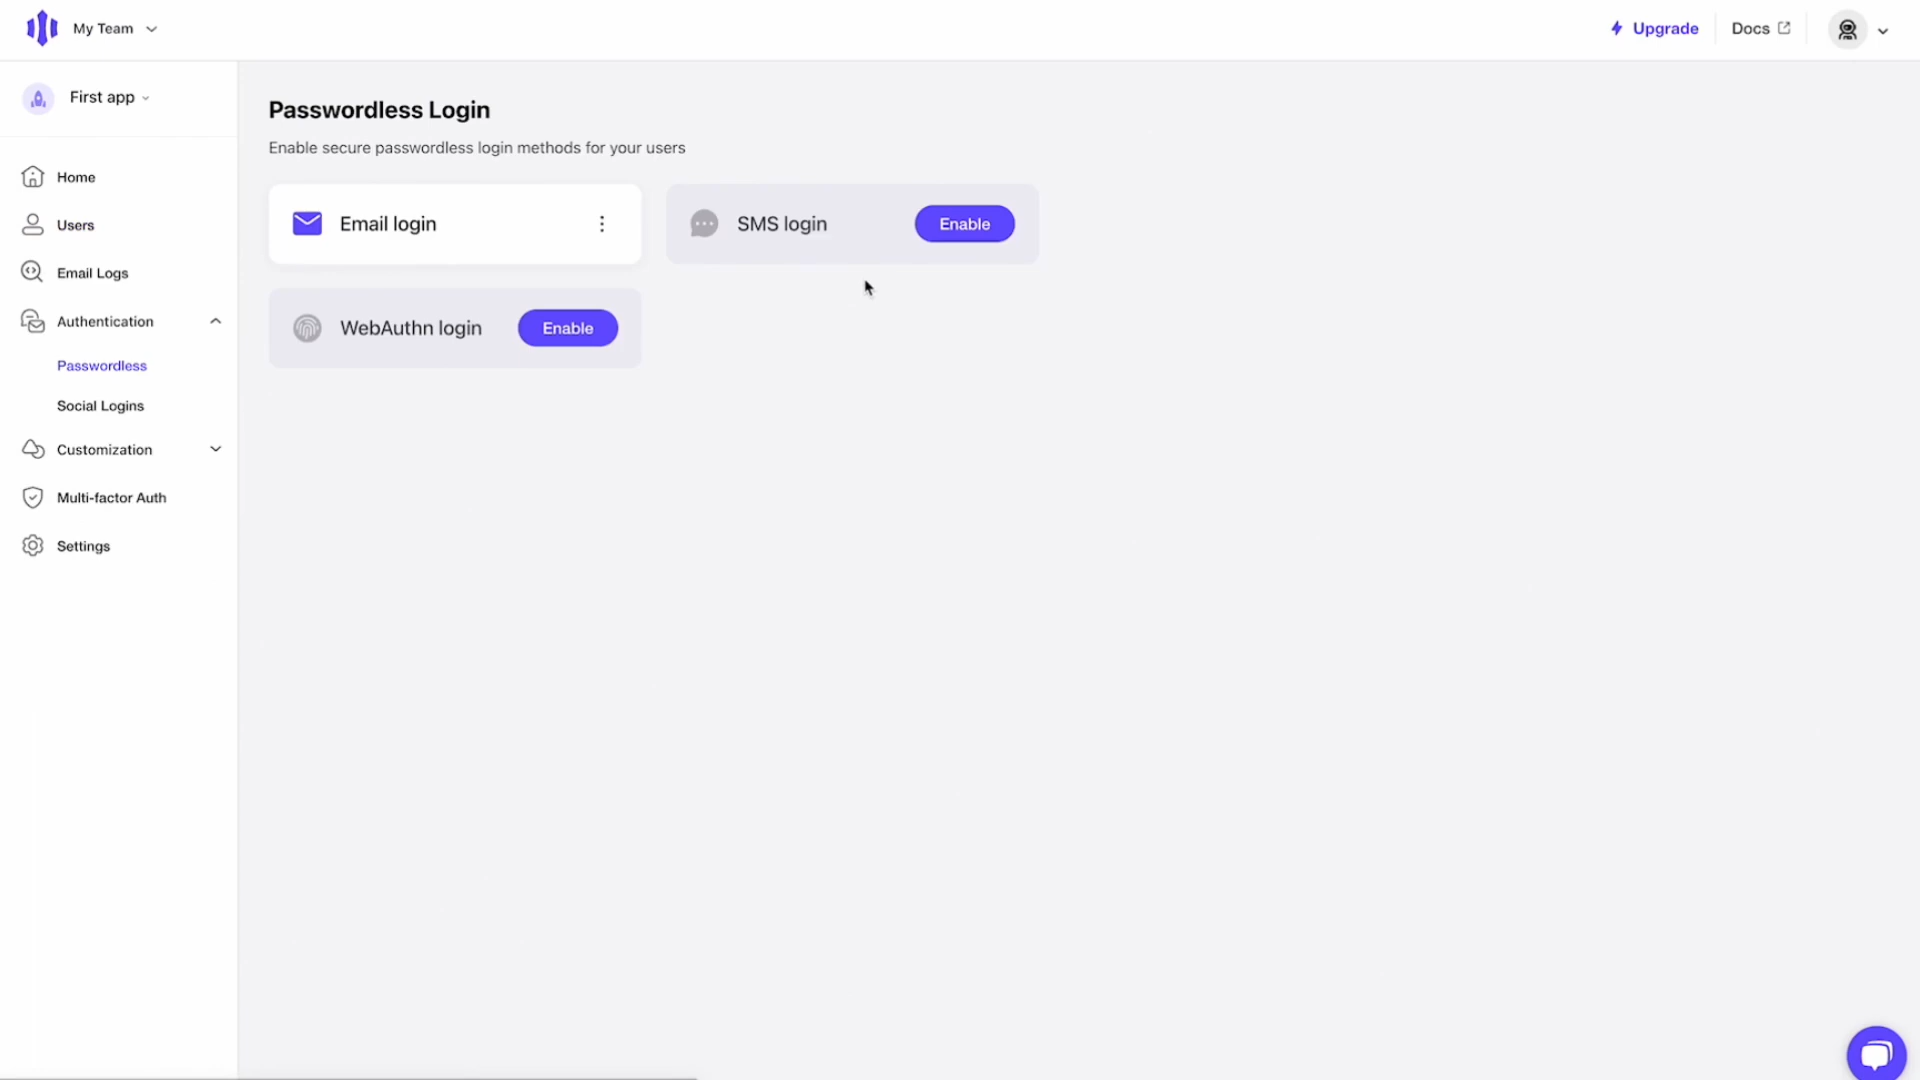 My Team
Upgrade
Docs
First app
Home
Users
Email Logs
Authentication
Passwordless
Social Logins
Customization
Multi-factor Auth
Settings
Passwordless Login
Enable secure passwordless login methods for your users
Email login
SMS login
Enable
WebAuthn login
Enable